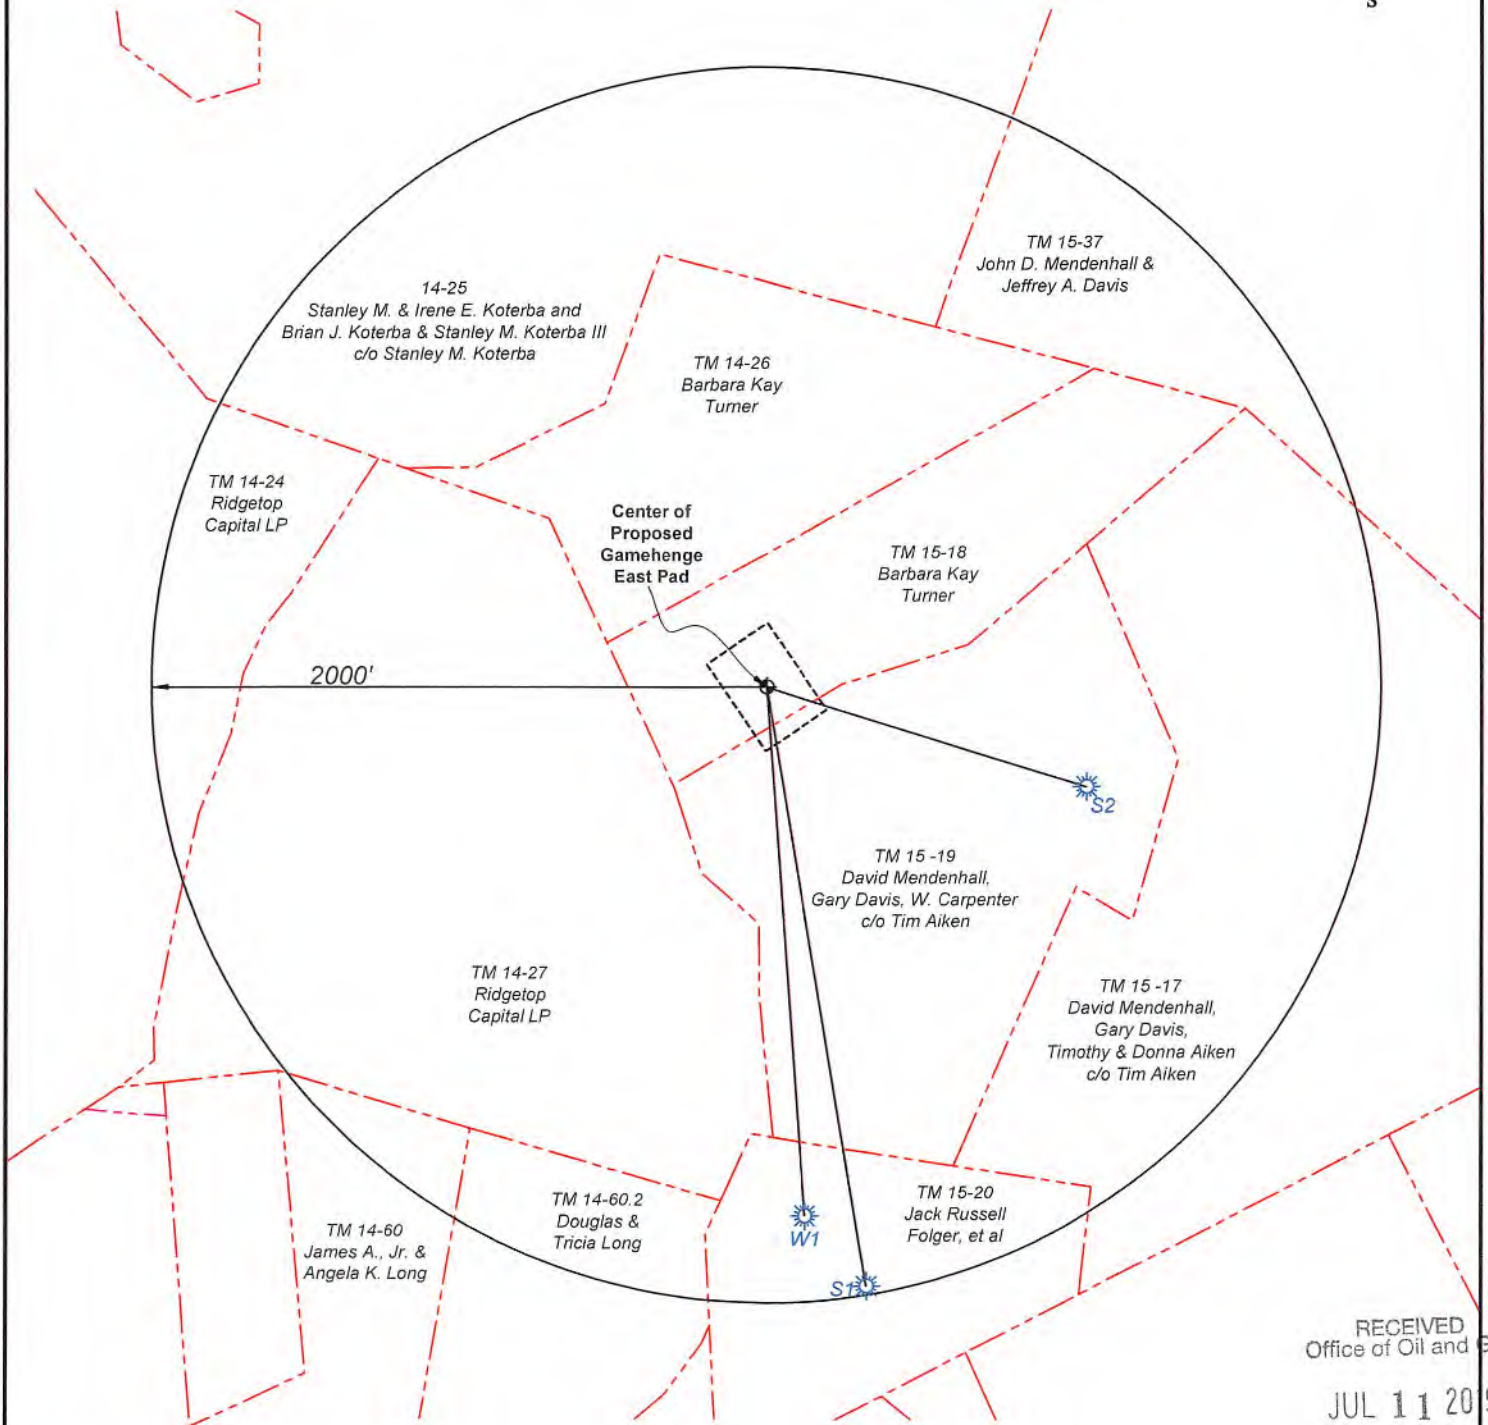 S
TM 15-37
John D. Mendenhall &
Jeffrey A. Davis
14-25
Stanley M. & Irene E. Koterba and
Brian J. Koterba & Stanley M. Koterba III
c/o Stanley M. Koterba
TM 14-26
Barbara Kay
Turner
TM 14-24
Ridgetop
Capital LP
Center of
Proposed
Gamehenge
East Pad
TM 15-18
Barbara Kay
Turner
2000'
S2
TM 15 -19
David Mendenhall,
Gary Davis, W. Carpenter
c/o Tim Aiken
TM 14-27
Ridgetop
Capital LP
TM 15 -17
David Mendenhall,
Gary Davis,
Timothy & Donna Aiken
c/o Tim Aiken
TM 14-60.2
Douglas &
Tricia Long
TM 15-20
Jack Russell
Folger, et al
TM 14-60
James A., Jr. &
Angela K. Long
W1
S1
RECEIVED
Office of Oil and
JUL 11 201